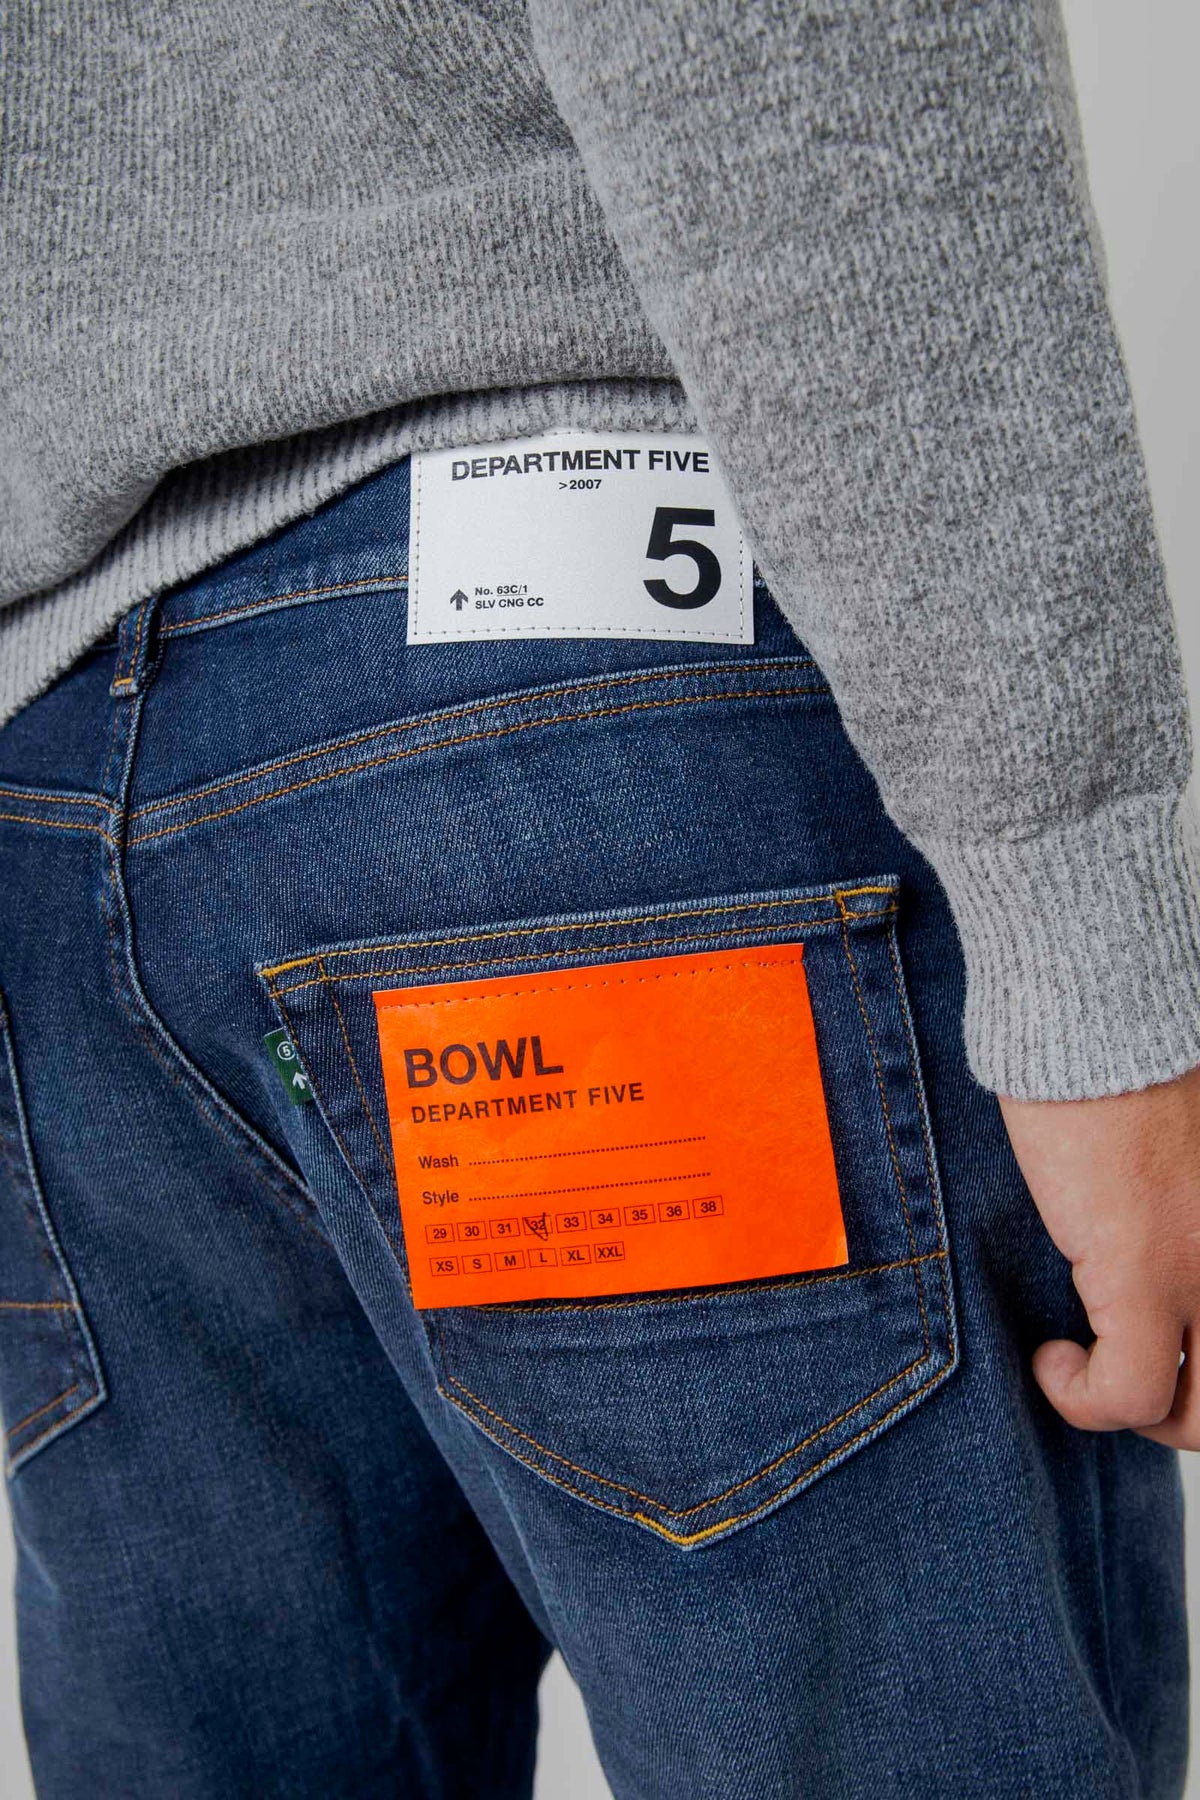 DEPARTMENT FIVE
>2007
5
No. 63C/1
SLV CNG CC
5
BOWL
DEPARTMENT FIVE
Wash ........................................................
Style ........................................................
29 30 31 32 33 34 35 36 38
XS S M L XL XXL